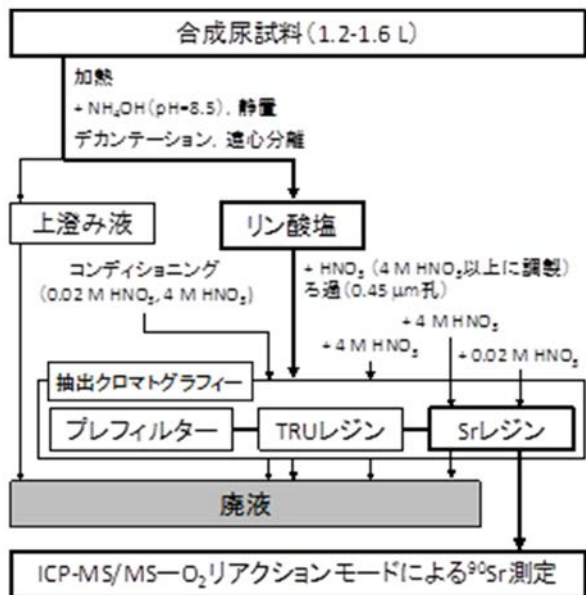 合成尿試料(1.2-1.6 L)
加熱
+ NH₄OH(pH=8.5), 静置
デカンテーション, 遠心分離
上澄み液
リン酸塩
コンディショニング
(0.02 M HNO₃, 4 M HNO₃)
+ HNO₃ (4 M HNO₃以上に調製)
ろ過(0.45 μm孔)
+ 4 M HNO₃
+ 4 M HNO₃
+ 0.02 M HNO₃
抽出クロマトグラフィー
プレフィルター
TRUレジン
Srレジン
廃液
ICP-MS/MS—O₂リアクションモードによる⁹⁰Sr測定